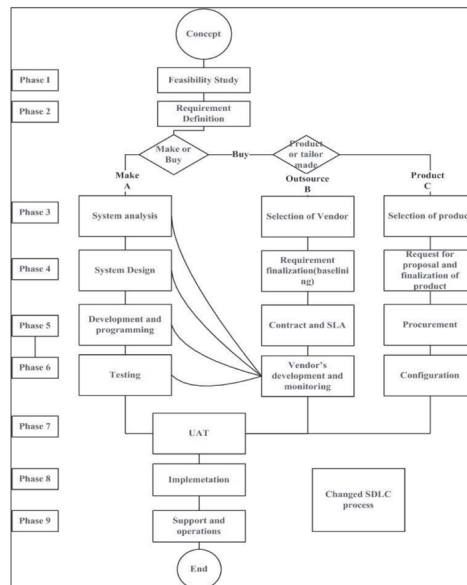 Concept
Phase 1
Feasibility Study
Phase 2
Requirement
Definition
Make or
Buy
Buy
Product
or tailor
made
Make
A
Outsource
B
Product
C
Phase 3
System analysis
Selection of Vendor
Selection of product
Phase 4
System Design
Requirement
finalization(baselini
ng)
Request for
proposal and
finalization of
product
Phase 5
Development and
programming
Contract and SLA
Procurement
Phase 6
Testing
Vendor's
development and
monitoring
Configuration
Phase 7
UAT
Phase 8
Implemetation
Changed SDLC
process
Phase 9
Support and
operations
End